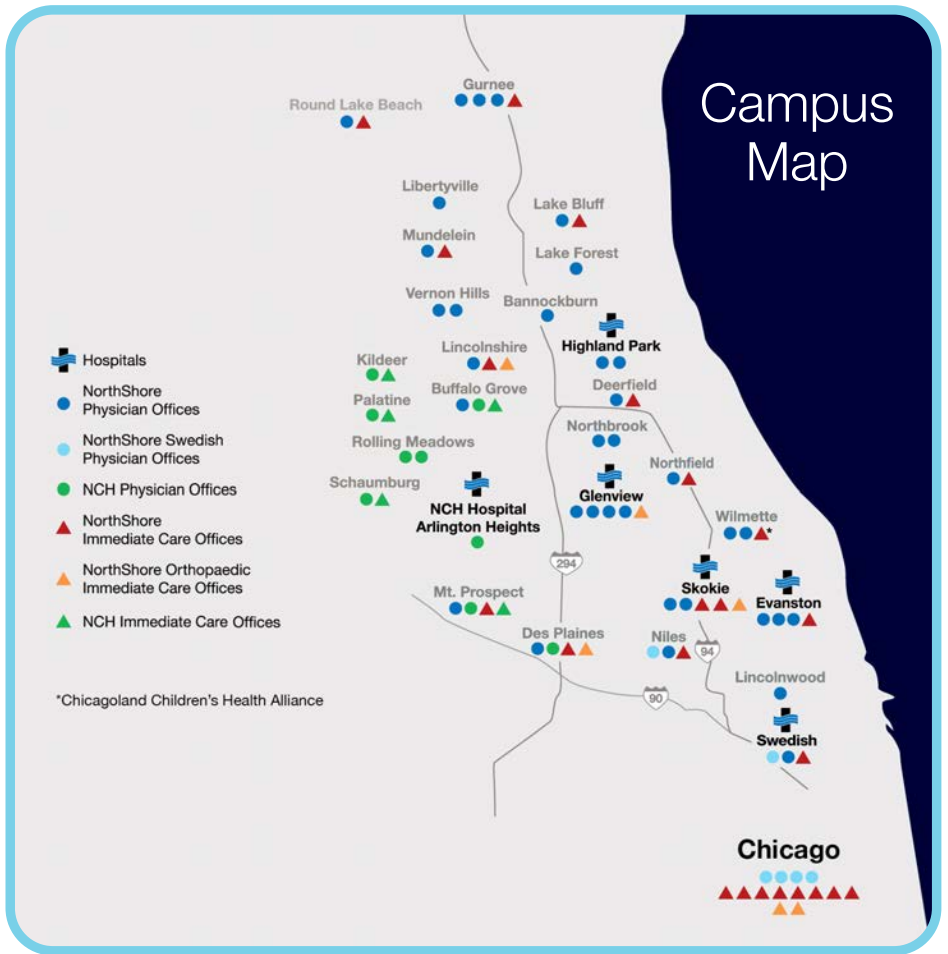 Campus
Map
Gurnee
Round Lake Beach
Libertyville
Lake Bluff
Mundelein
Lake Forest
Vernon Hills
Bannockburn
Highland Park
Lincolnshire
Kildeer
Deerfield
Buffalo Grove
Palatine
Northbrook
Rolling Meadows
Northfield
Schaumburg
Glenview
NCH Hospital
Arlington Heights
Wilmette
*
294
Skokie
Mt. Prospect
Evanston
Des Plaines
Niles
94
Lincolnwood
90
Swedish
Chicago
Hospitals
NorthShore
Physician Offices
NorthShore Swedish
Physician Offices
NCH Physician Offices
NorthShore
Immediate Care Offices
NorthShore Orthopaedic
Immediate Care Offices
NCH Immediate Care Offices
*Chicagoland Children's Health Alliance